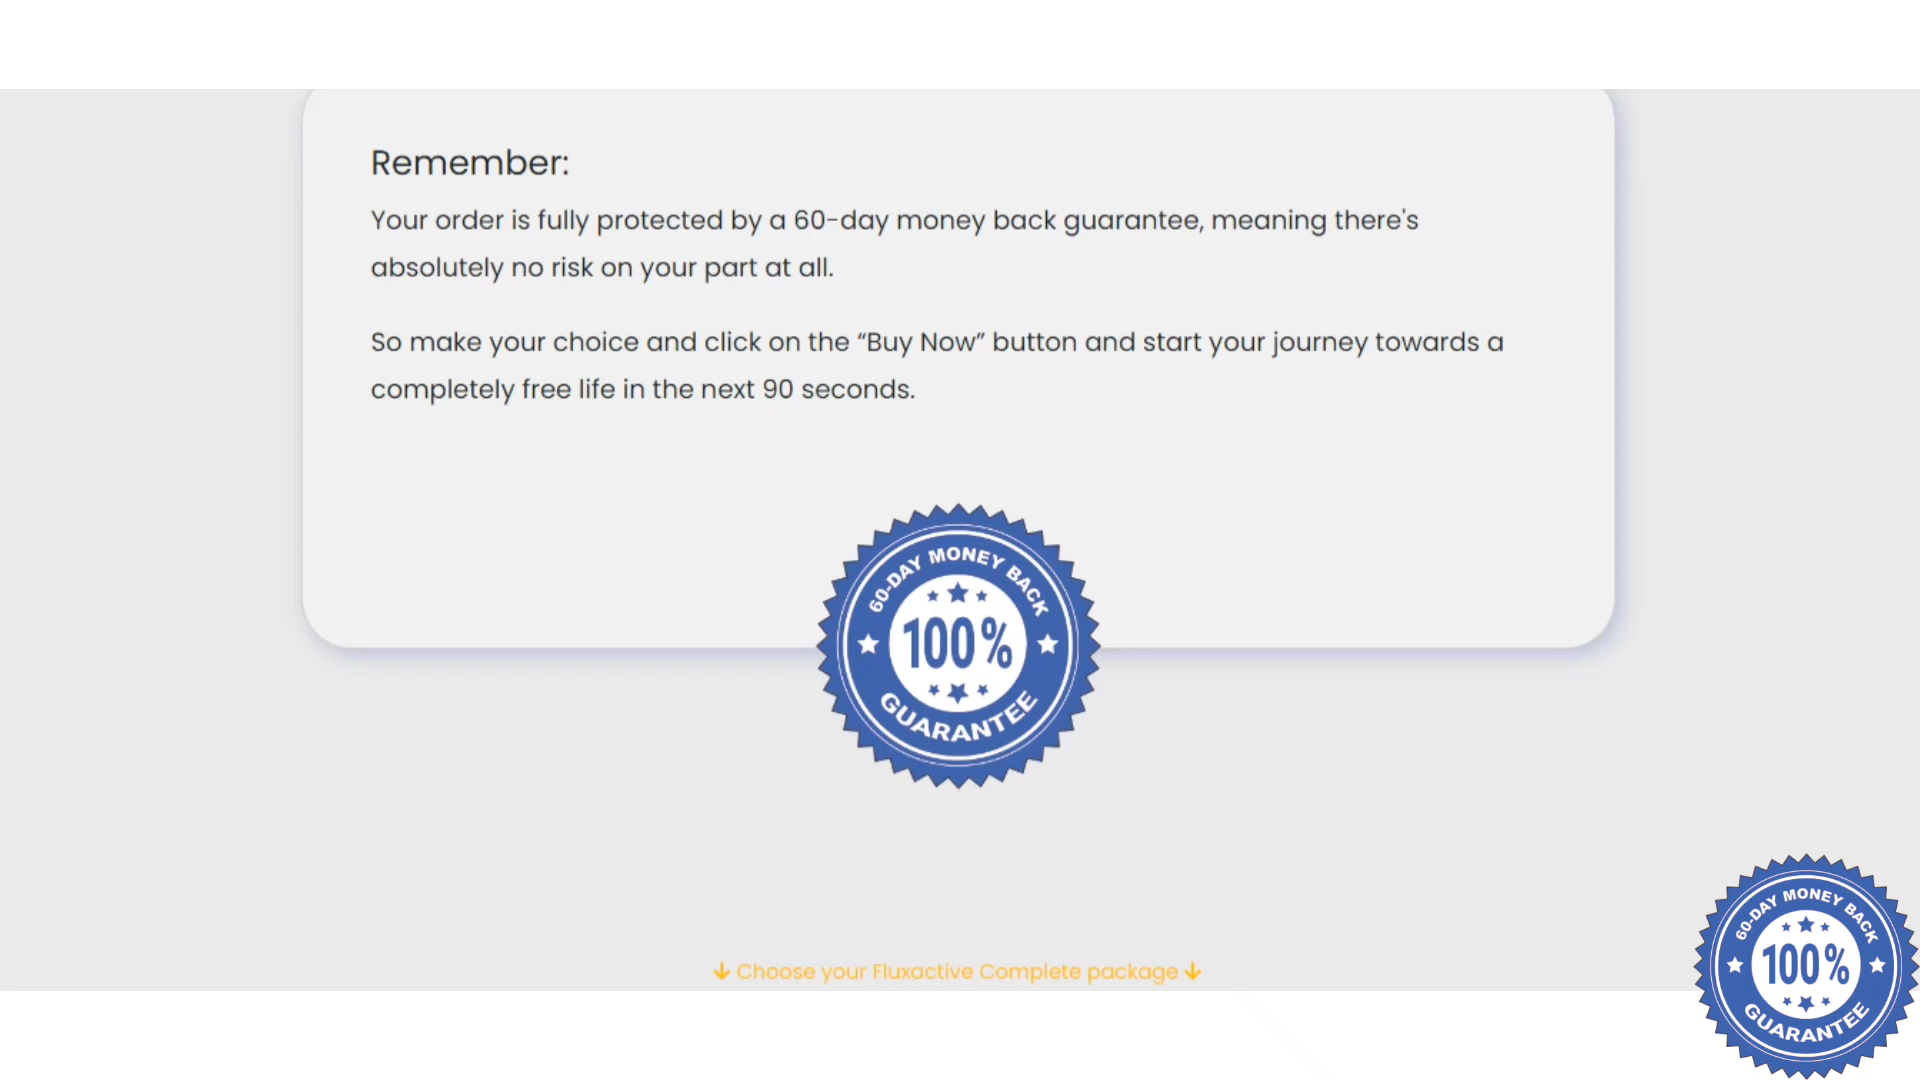 Remember:
Your order is fully protected by a 60-day money back guarantee, meaning there's
absolutely no risk on your part at all.
So make your choice and click on the “Buy Now” button and start your journey towards a
completely free life in the next 90 seconds.
60-DAY MONEY BACK
100%
GUARANTEE
↓ Choose your Fluxactive Complete package ↓
60-DAY MONEY BACK
100%
GUARANTEE